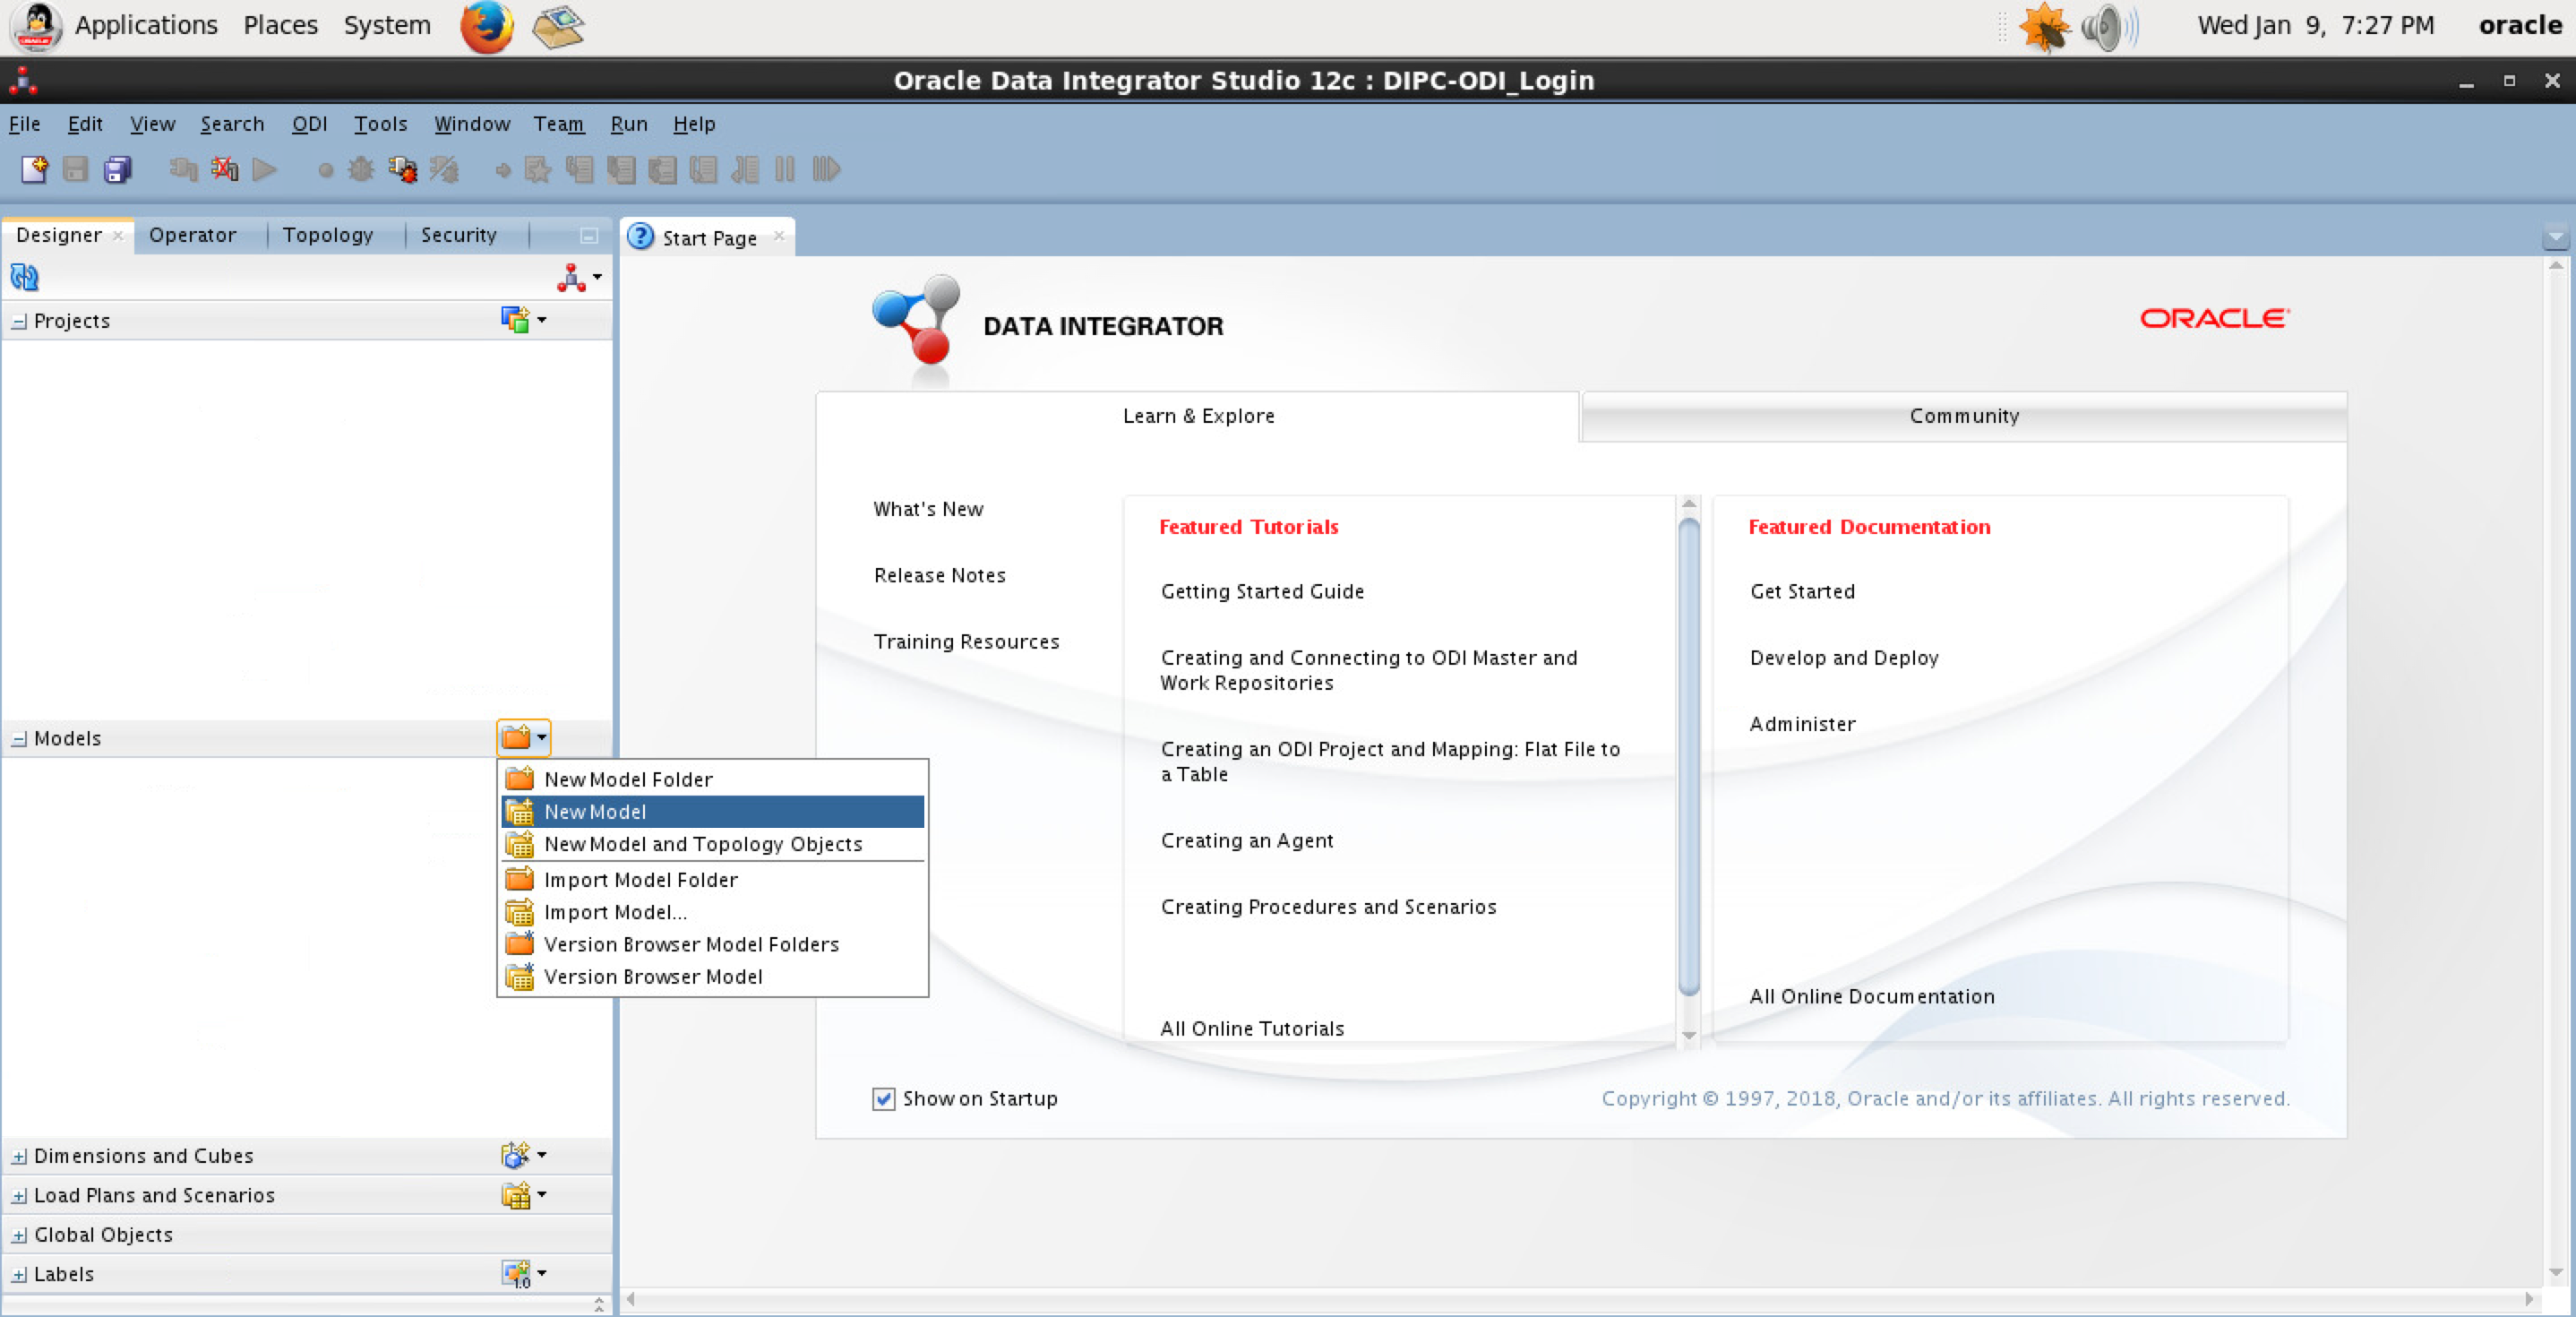 Applications Places System
Wed Jan 9, 7:27 PM oracle
Oracle Data Integrator Studio 12c : DIPC-ODI_Login
File Edit View Search ODI Tools Window Team Run Help
Designer Operator Topology Security
Start Page
Projects
DATA INTEGRATOR
ORACLE
Learn & Explore
Community
What's New
Release Notes
Training Resources
Featured Tutorials
Getting Started Guide
Creating and Connecting to ODI Master and
Work Repositories
Creating an ODI Project and Mapping: Flat File to
a Table
Creating an Agent
Creating Procedures and Scenarios
All Online Tutorials
Featured Documentation
Get Started
Develop and Deploy
Administer
All Online Documentation
Models
New Model Folder
New Model
New Model and Topology Objects
Import Model Folder
Import Model...
Version Browser Model Folders
Version Browser Model
Show on Startup
Copyright © 1997, 2018, Oracle and/or its affiliates. All rights reserved.
Dimensions and Cubes
Load Plans and Scenarios
Global Objects
Labels
1.0